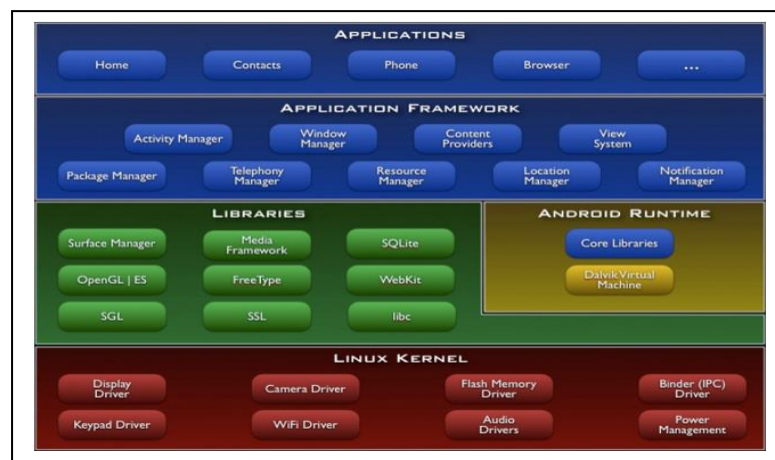 APPLICATIONS
Home Contacts Phone Browser ...
APPLICATION FRAMEWORK
Activity Manager Window Manager Content Providers View System
Package Manager Telephony Manager Resource Manager Location Manager Notification Manager
LIBRARIES
Surface Manager Media Framework SQLite
OpenGL | ES FreeType WebKit
SGL SSL libc
ANDROID RUNTIME
Core Libraries
Dalvik Virtual Machine
LINUX KERNEL
Display Driver Camera Driver Flash Memory Driver Binder (IPC) Driver
Keypad Driver WiFi Driver Audio Drivers Power Management